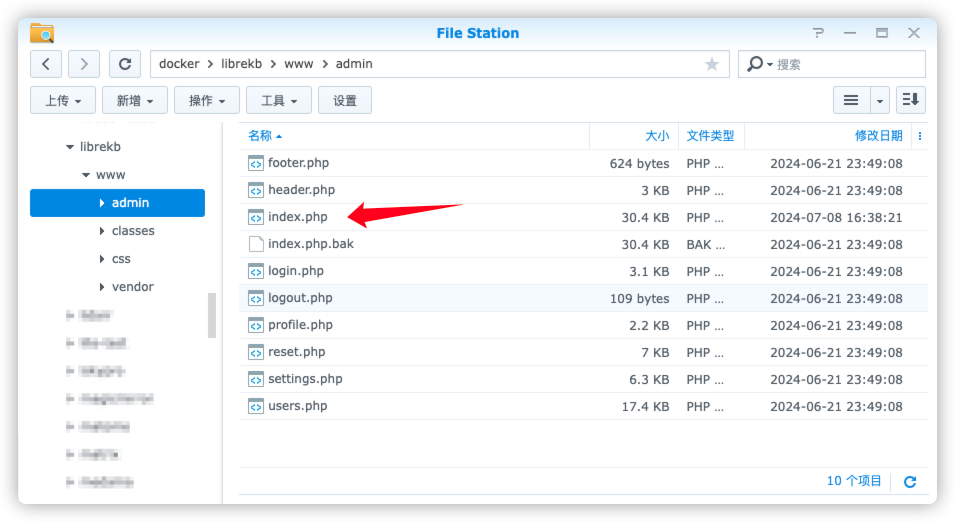 File Station
docker librekb www admin
搜索
上传 新增 操作 工具 设置
librekb
www
admin
classes
css
vendor
名称 大小 文件类型 修改日期
footer.php 624 bytes PHP ... 2024-06-21 23:49:08
header.php 3 KB PHP ... 2024-06-21 23:49:08
index.php 30.4 KB PHP ... 2024-07-08 16:38:21
index.php.bak 30.4 KB BAK ... 2024-06-21 23:49:08
login.php 3.1 KB PHP ... 2024-06-21 23:49:08
logout.php 109 bytes PHP ... 2024-06-21 23:49:08
profile.php 2.2 KB PHP ... 2024-06-21 23:49:08
reset.php 7 KB PHP ... 2024-06-21 23:49:08
settings.php 6.3 KB PHP ... 2024-06-21 23:49:08
users.php 17.4 KB PHP ... 2024-06-21 23:49:08
10 个项目